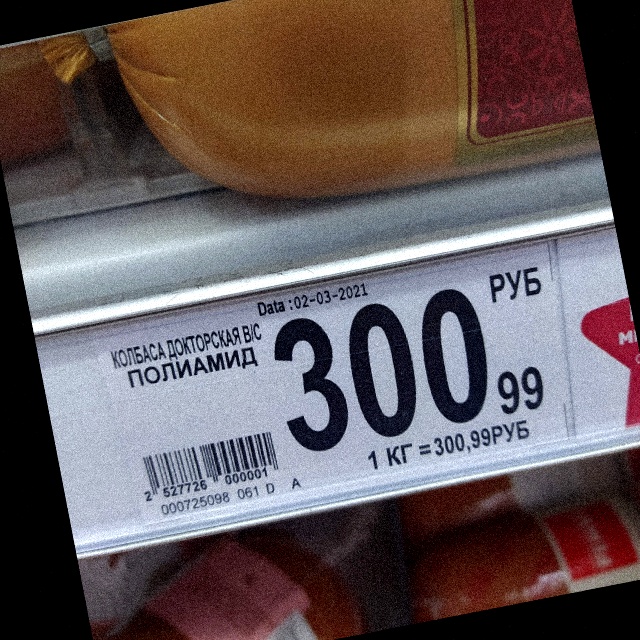 Data :02-03-2021
КОЛБАСА ДОКТОРСКАЯ В/С
ПОЛИАМИД
300 99 РУБ
1 КГ=300,99РУБ
2 527726 000001
000725098 061 D A